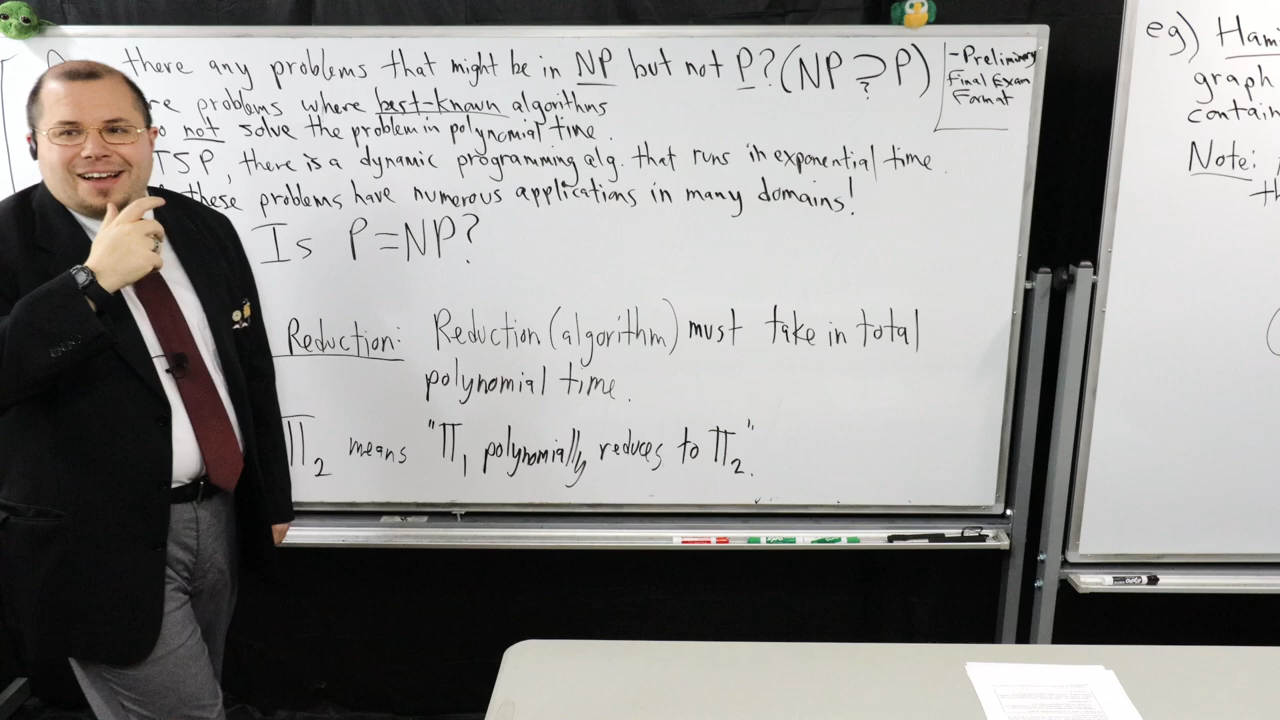 there any problems that might be in NP but not P? (NP ? P)
re problems where best-known algorithms
o not solve the problem in polynomial time.
TSP, there is a dynamic programming alg. that runs in exponential time.
these problems have numerous applications in many domains!
Is P=NP?
Reduction: Reduction (algorithm) must take in total
polynomial time.
Π₂ means "Π₁ polynomially reduces to Π₂".
-Preliminary
Final Exam
Format
eg) Ham
graph
contain
Note:
th